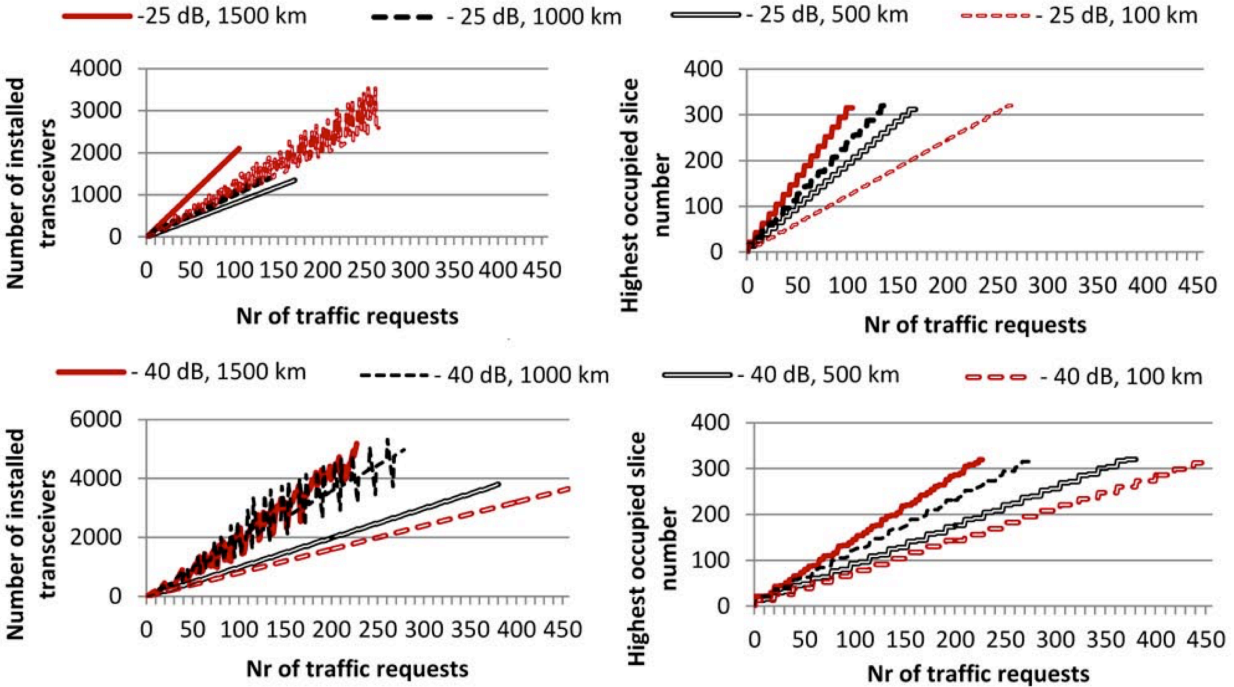 -25 dB, 1500 km
- 25 dB, 1000 km
- 25 dB, 500 km
- 25 dB, 100 km
Number of installed
transceivers
4000
3000
2000
1000
0
0 50 100 150 200 250 300 350 400 450
Nr of traffic requests
Highest occupied slice
number
400
300
200
100
0
0 50 100 150 200 250 300 350 400 450
Nr of traffic requests
- 40 dB, 1500 km
- 40 dB, 1000 km
- 40 dB, 500 km
- 40 dB, 100 km
Number of installed
transceivers
6000
4000
2000
0
0 50 100 150 200 250 300 350 400 450
Nr of traffic requests
Highest occupied slice
number
400
300
200
100
0
0 50 100 150 200 250 300 350 400 450
Nr of traffic requests